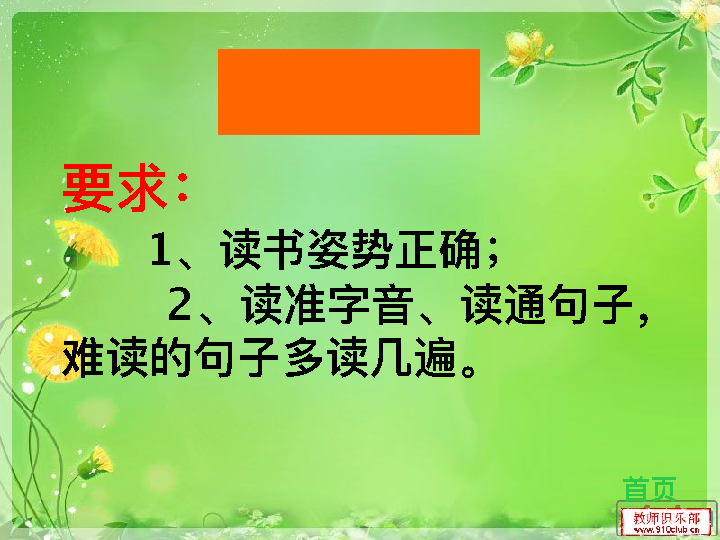 要求：
1、读书姿势正确；
2、读准字音、读通句子，
难读的句子多读几遍。
首页
教师俱乐部
www.910club.cn